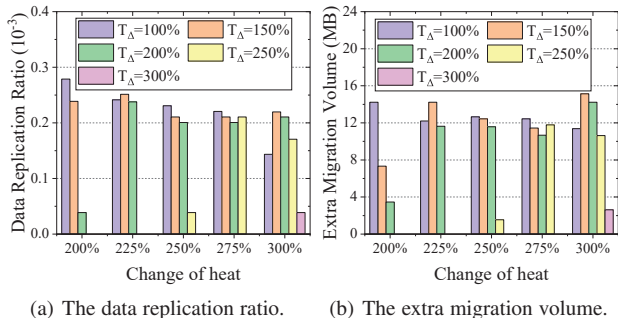 T_Δ=100% T_Δ=150%
T_Δ=200% T_Δ=250%
T_Δ=300%
Data Replication Ratio (10⁻³)
0.4
0.3
0.2
0.1
0.0
200% 225% 250% 275% 300%
Change of heat
(a) The data replication ratio.
T_Δ=100% T_Δ=150%
T_Δ=200% T_Δ=250%
T_Δ=300%
Extra Migration Volume (MB)
24
20
16
12
8
4
0
200% 225% 250% 275% 300%
Change of heat
(b) The extra migration volume.